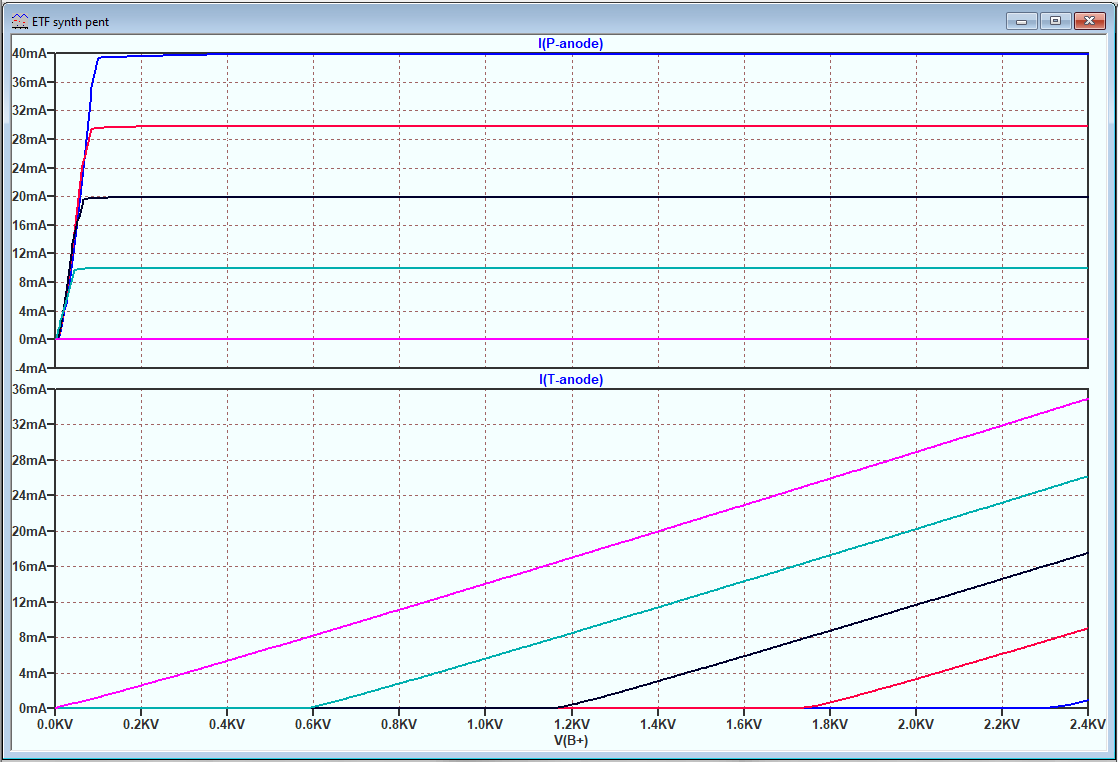 ETF synth pent
I(P-anode)
40mA
36mA
32mA
28mA
24mA
20mA
16mA
12mA
8mA
4mA
0mA
-4mA
I(T-anode)
36mA
32mA
28mA
24mA
20mA
16mA
12mA
8mA
4mA
0mA
0.0KV 0.2KV 0.4KV 0.6KV 0.8KV 1.0KV 1.2KV 1.4KV 1.6KV 1.8KV 2.0KV 2.2KV 2.4KV
V(B+)